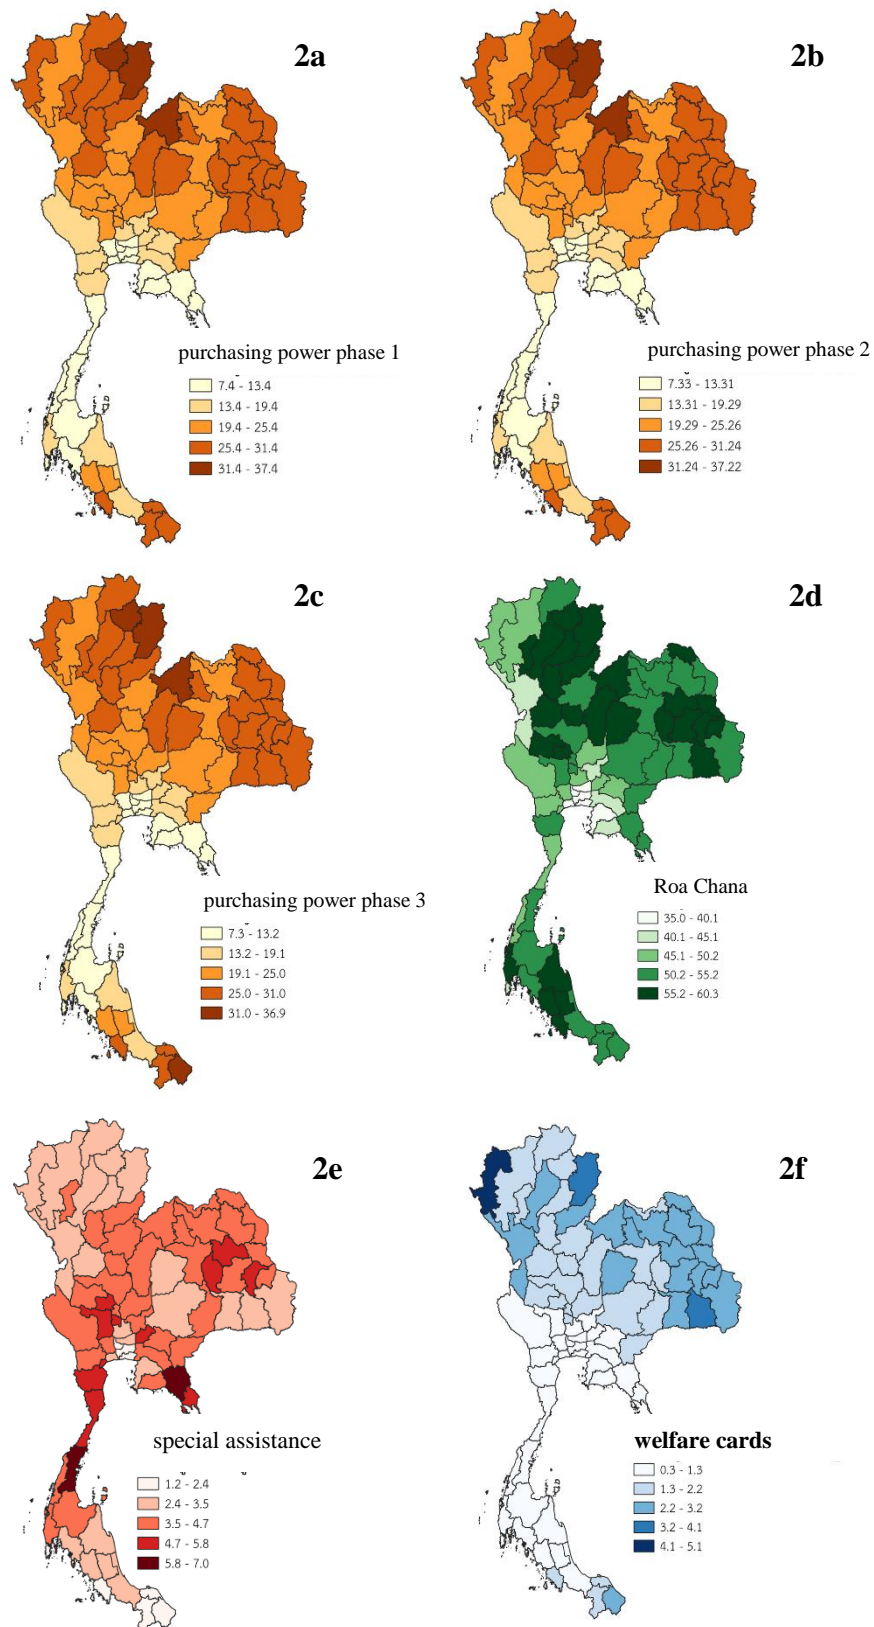 2a
purchasing power phase 1
7.4 - 13.4
13.4 - 19.4
19.4 - 25.4
25.4 - 31.4
31.4 - 37.4
2b
purchasing power phase 2
7.33 - 13.31
13.31 - 19.29
19.29 - 25.26
25.26 - 31.24
31.24 - 37.22
2c
purchasing power phase 3
7.3 - 13.2
13.2 - 19.1
19.1 - 25.0
25.0 - 31.0
31.0 - 36.9
2d
Roa Chana
35.0 - 40.1
40.1 - 45.1
45.1 - 50.2
50.2 - 55.2
55.2 - 60.3
2e
special assistance
1.2 - 2.4
2.4 - 3.5
3.5 - 4.7
4.7 - 5.8
5.8 - 7.0
2f
welfare cards
0.3 - 1.3
1.3 - 2.2
2.2 - 3.2
3.2 - 4.1
4.1 - 5.1